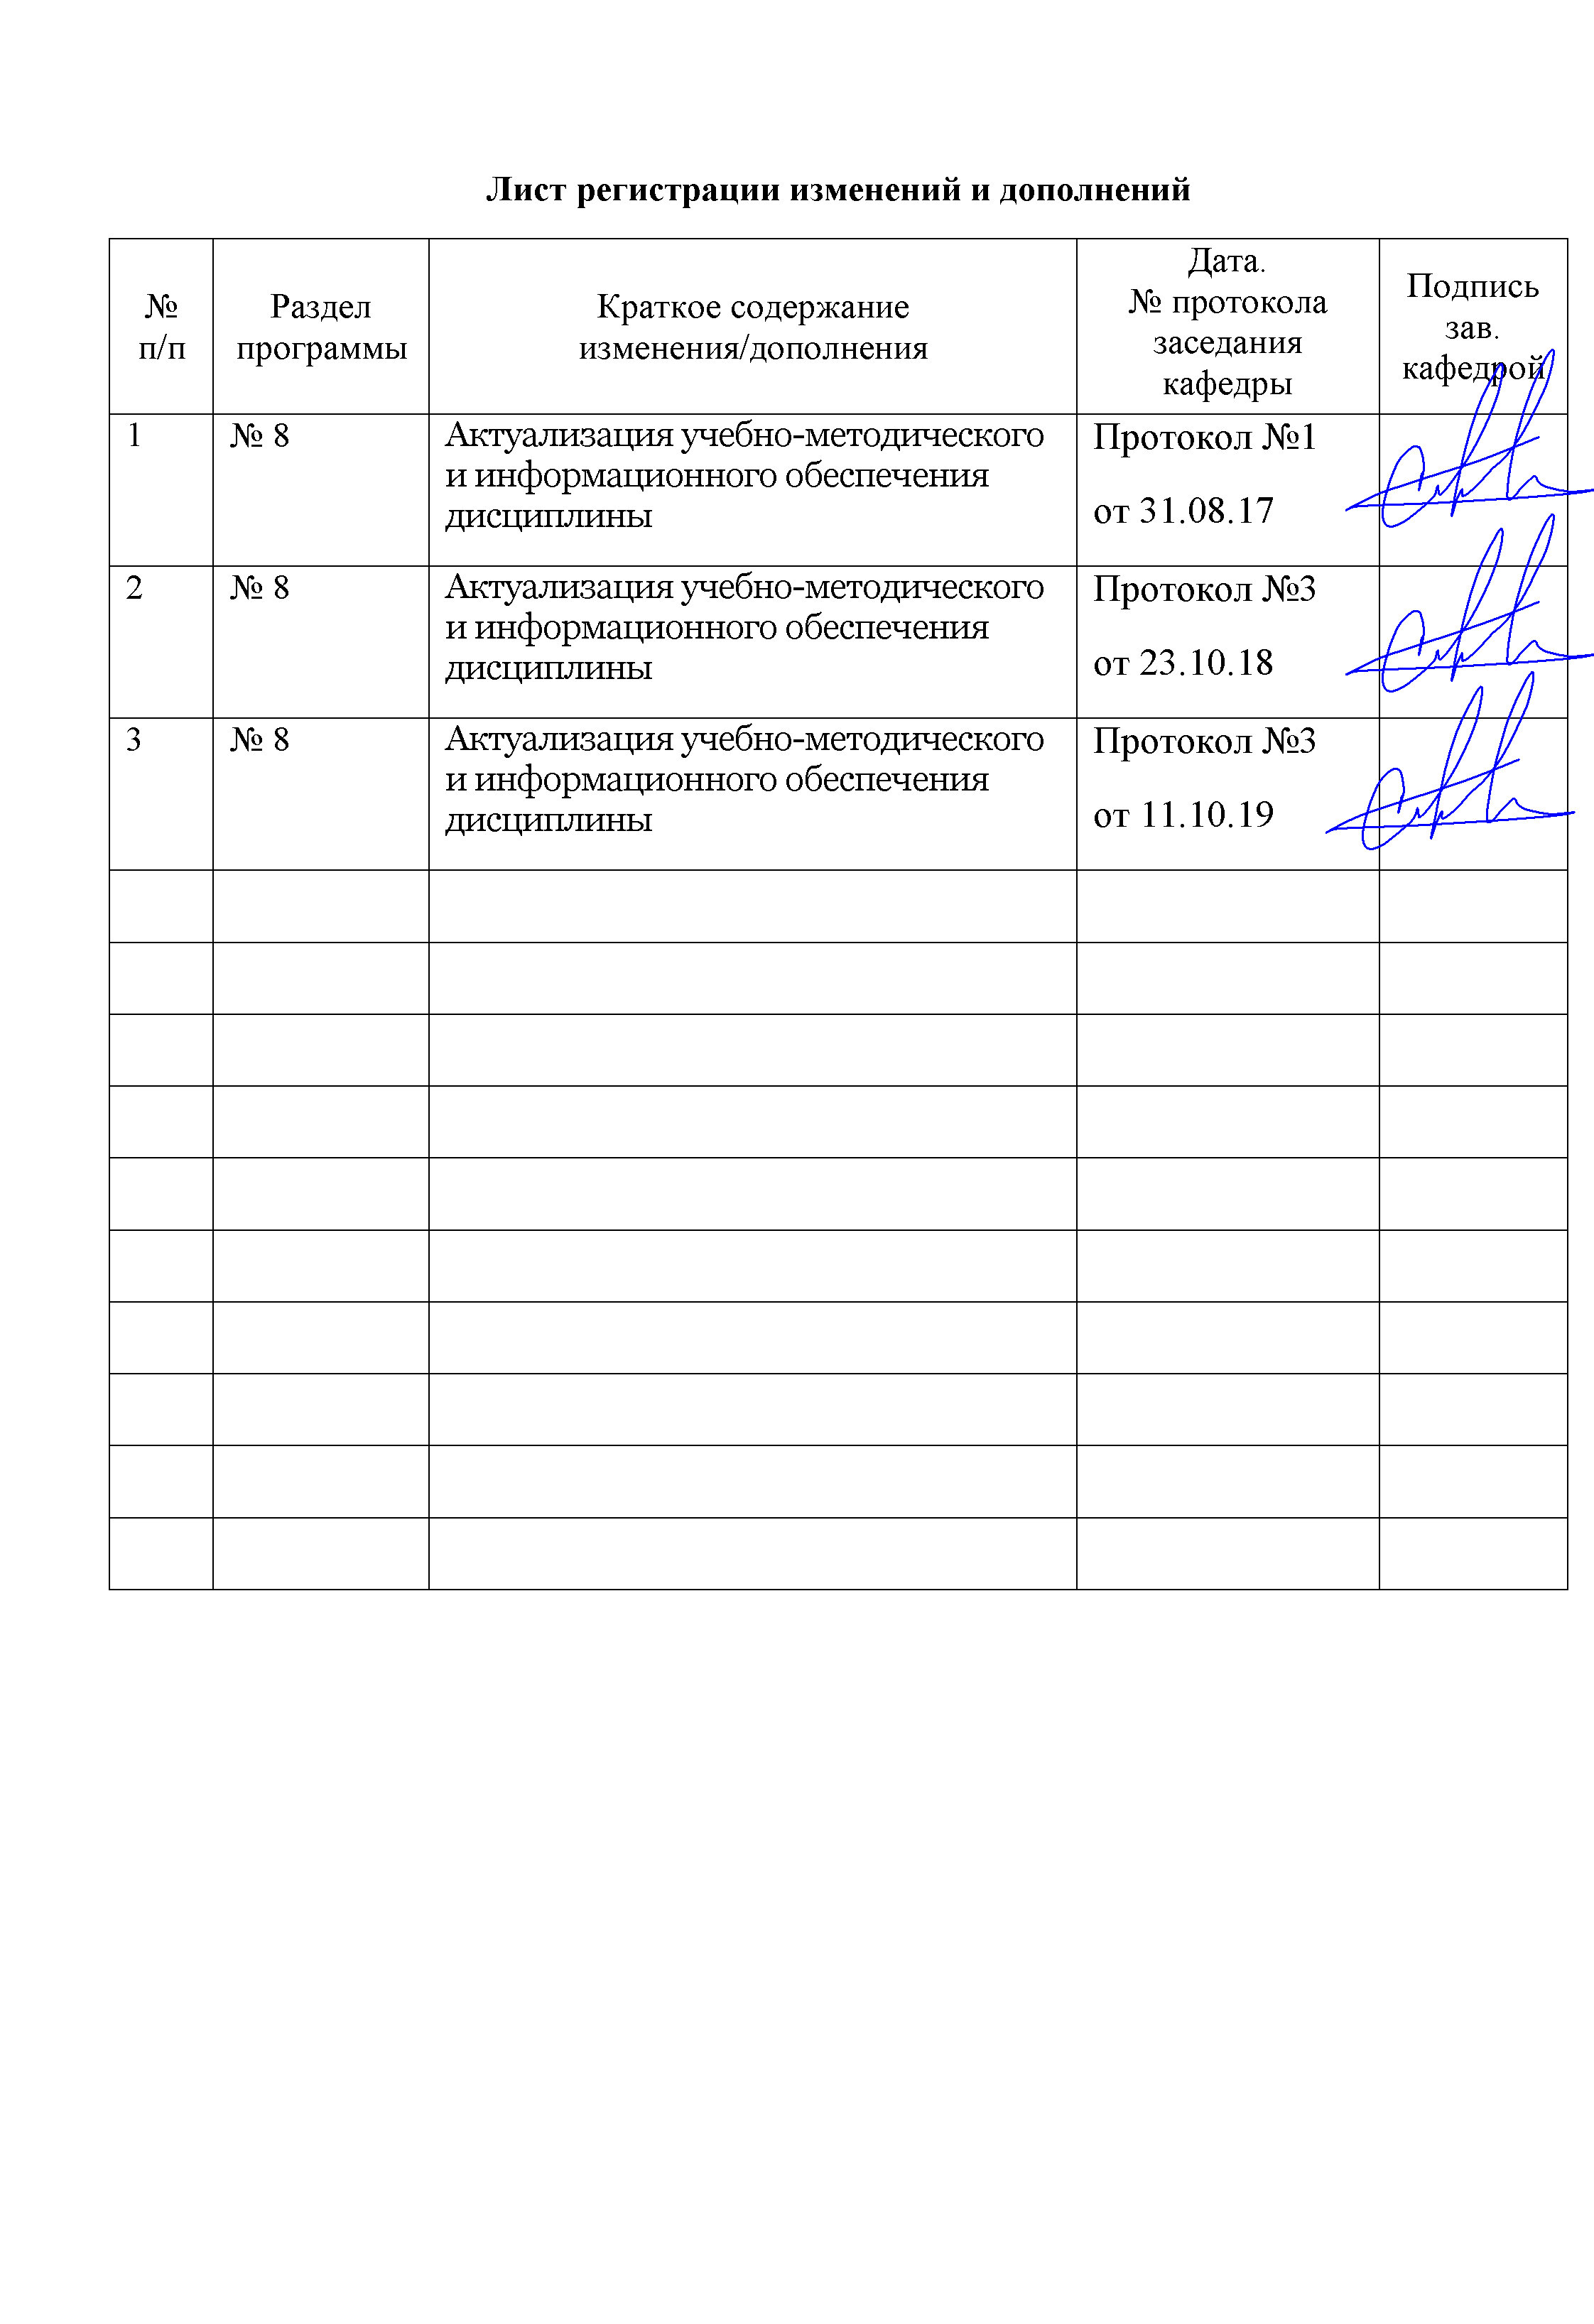 Лист регистрации изменений и дополнений
№
п/п
Раздел
программы
Краткое содержание
изменения/дополнения
Дата.
№ протокола
заседания
кафедры
Подпись
зав.
кафедрой
1
№ 8
Актуализация учебно-методического
и информационного обеспечения
дисциплины
Протокол №1
от 31.08.17
2
№ 8
Актуализация учебно-методического
и информационного обеспечения
дисциплины
Протокол №3
от 23.10.18
3
№ 8
Актуализация учебно-методического
и информационного обеспечения
дисциплины
Протокол №3
от 11.10.19